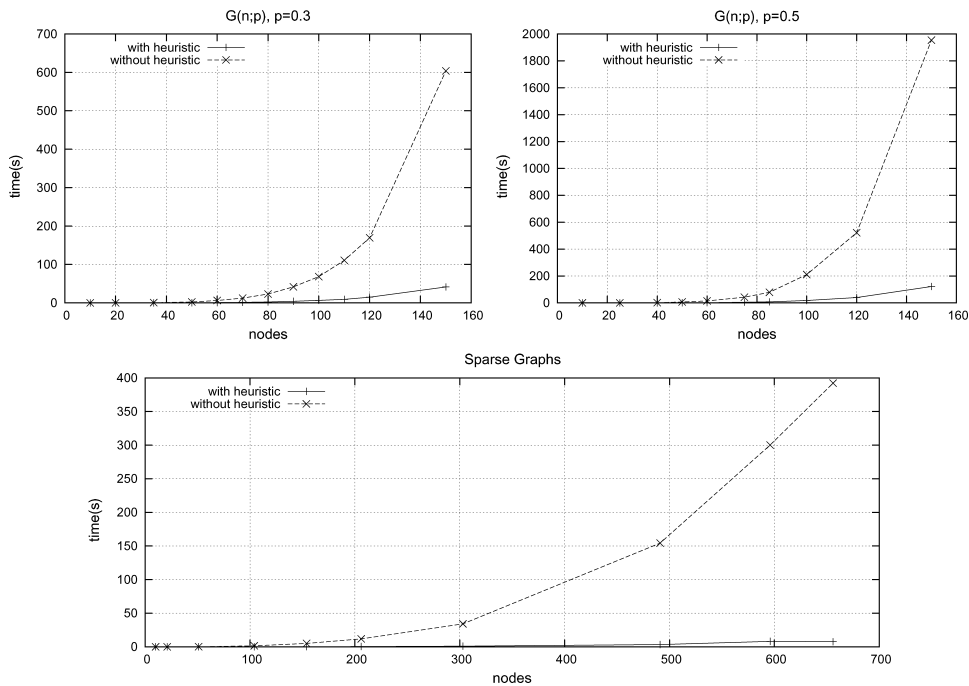 G(n;p), p=0.3
700
600
500
400
300
200
100
0
time(s)
with heuristic
without heuristic
0 20 40 60 80 100 120 140 160
nodes
G(n;p), p=0.5
2000
1800
1600
1400
1200
1000
800
600
400
200
0
time(s)
with heuristic
without heuristic
0 20 40 60 80 100 120 140 160
nodes
Sparse Graphs
400
350
300
250
200
150
100
50
0
time(s)
with heuristic
without heuristic
0 100 200 300 400 500 600 700
nodes